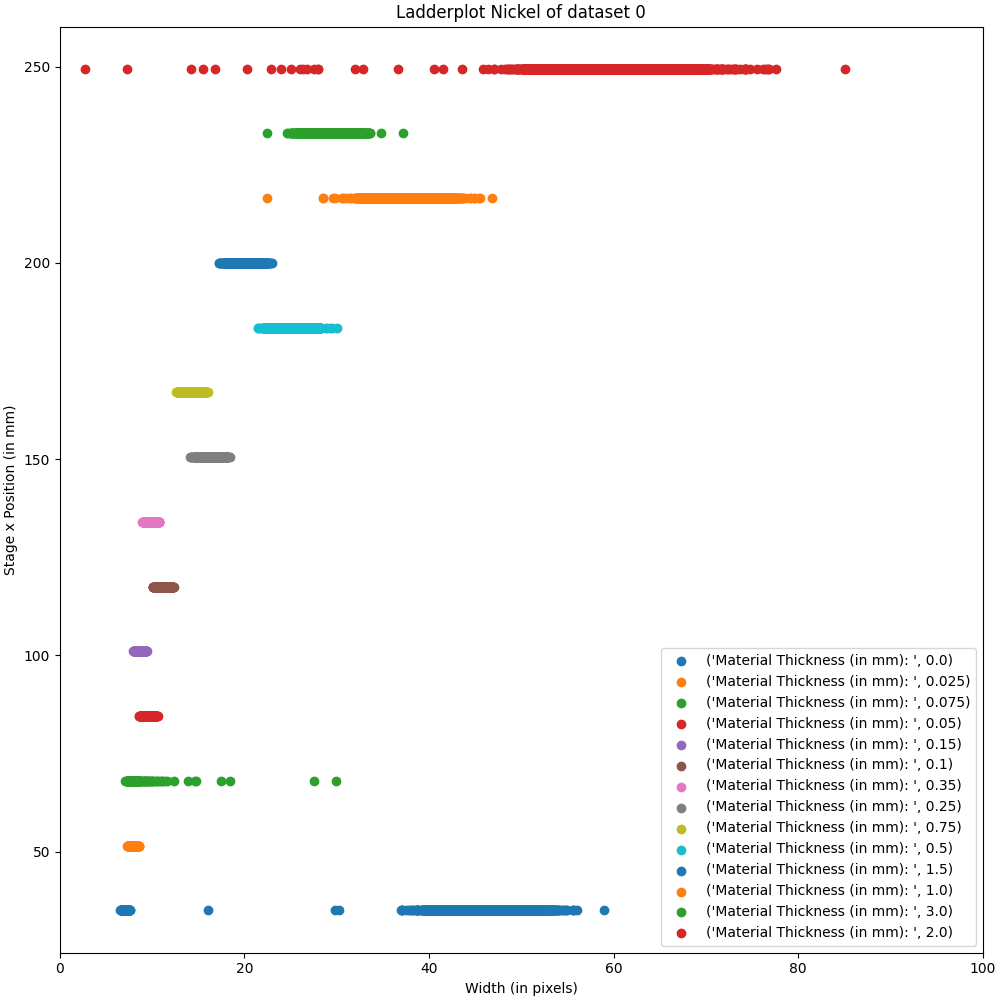 Ladderplot Nickel of dataset 0
Stage x Position (in mm)
250
200
150
100
50
0
20
40
60
80
100
Width (in pixels)
('Material Thickness (in mm): ', 0.0)
('Material Thickness (in mm): ', 0.025)
('Material Thickness (in mm): ', 0.075)
('Material Thickness (in mm): ', 0.05)
('Material Thickness (in mm): ', 0.15)
('Material Thickness (in mm): ', 0.1)
('Material Thickness (in mm): ', 0.35)
('Material Thickness (in mm): ', 0.25)
('Material Thickness (in mm): ', 0.75)
('Material Thickness (in mm): ', 0.5)
('Material Thickness (in mm): ', 1.5)
('Material Thickness (in mm): ', 1.0)
('Material Thickness (in mm): ', 3.0)
('Material Thickness (in mm): ', 2.0)